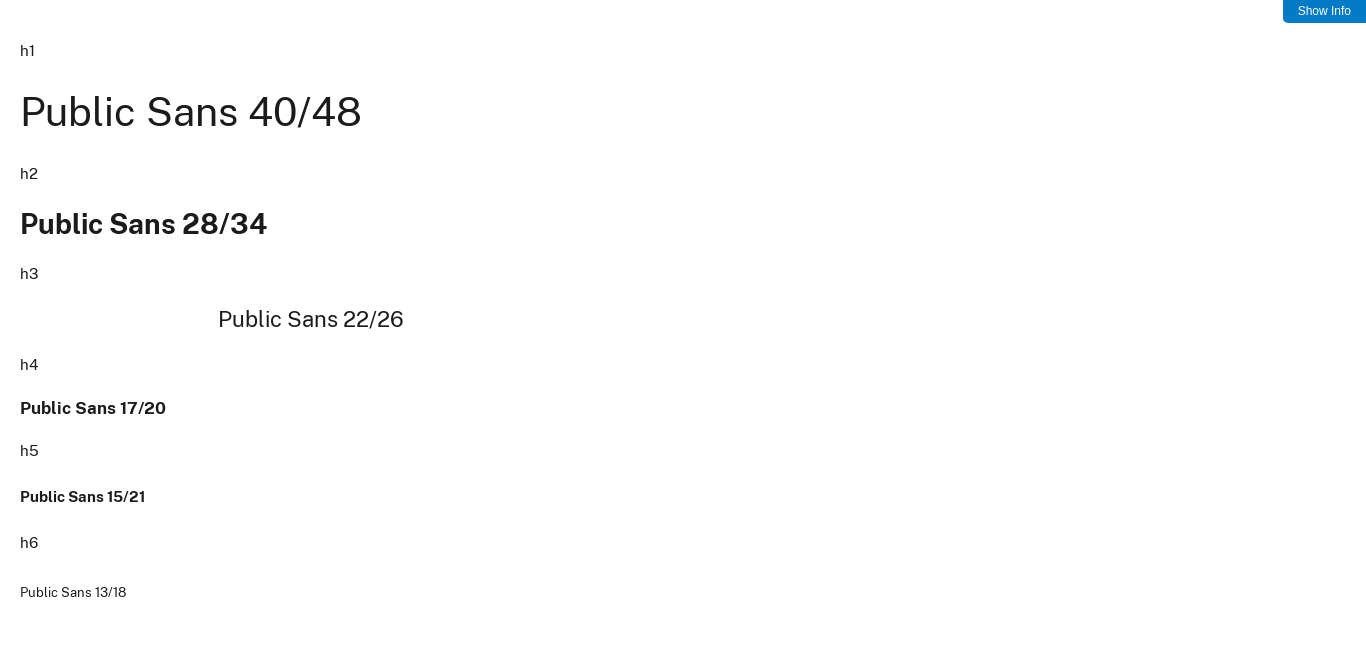 Show Info
h1
Public Sans 40/48
h2
Public Sans 28/34
h3
Public Sans 22/26
h4
Public Sans 17/20
h5
Public Sans 15/21
h6
Public Sans 13/18